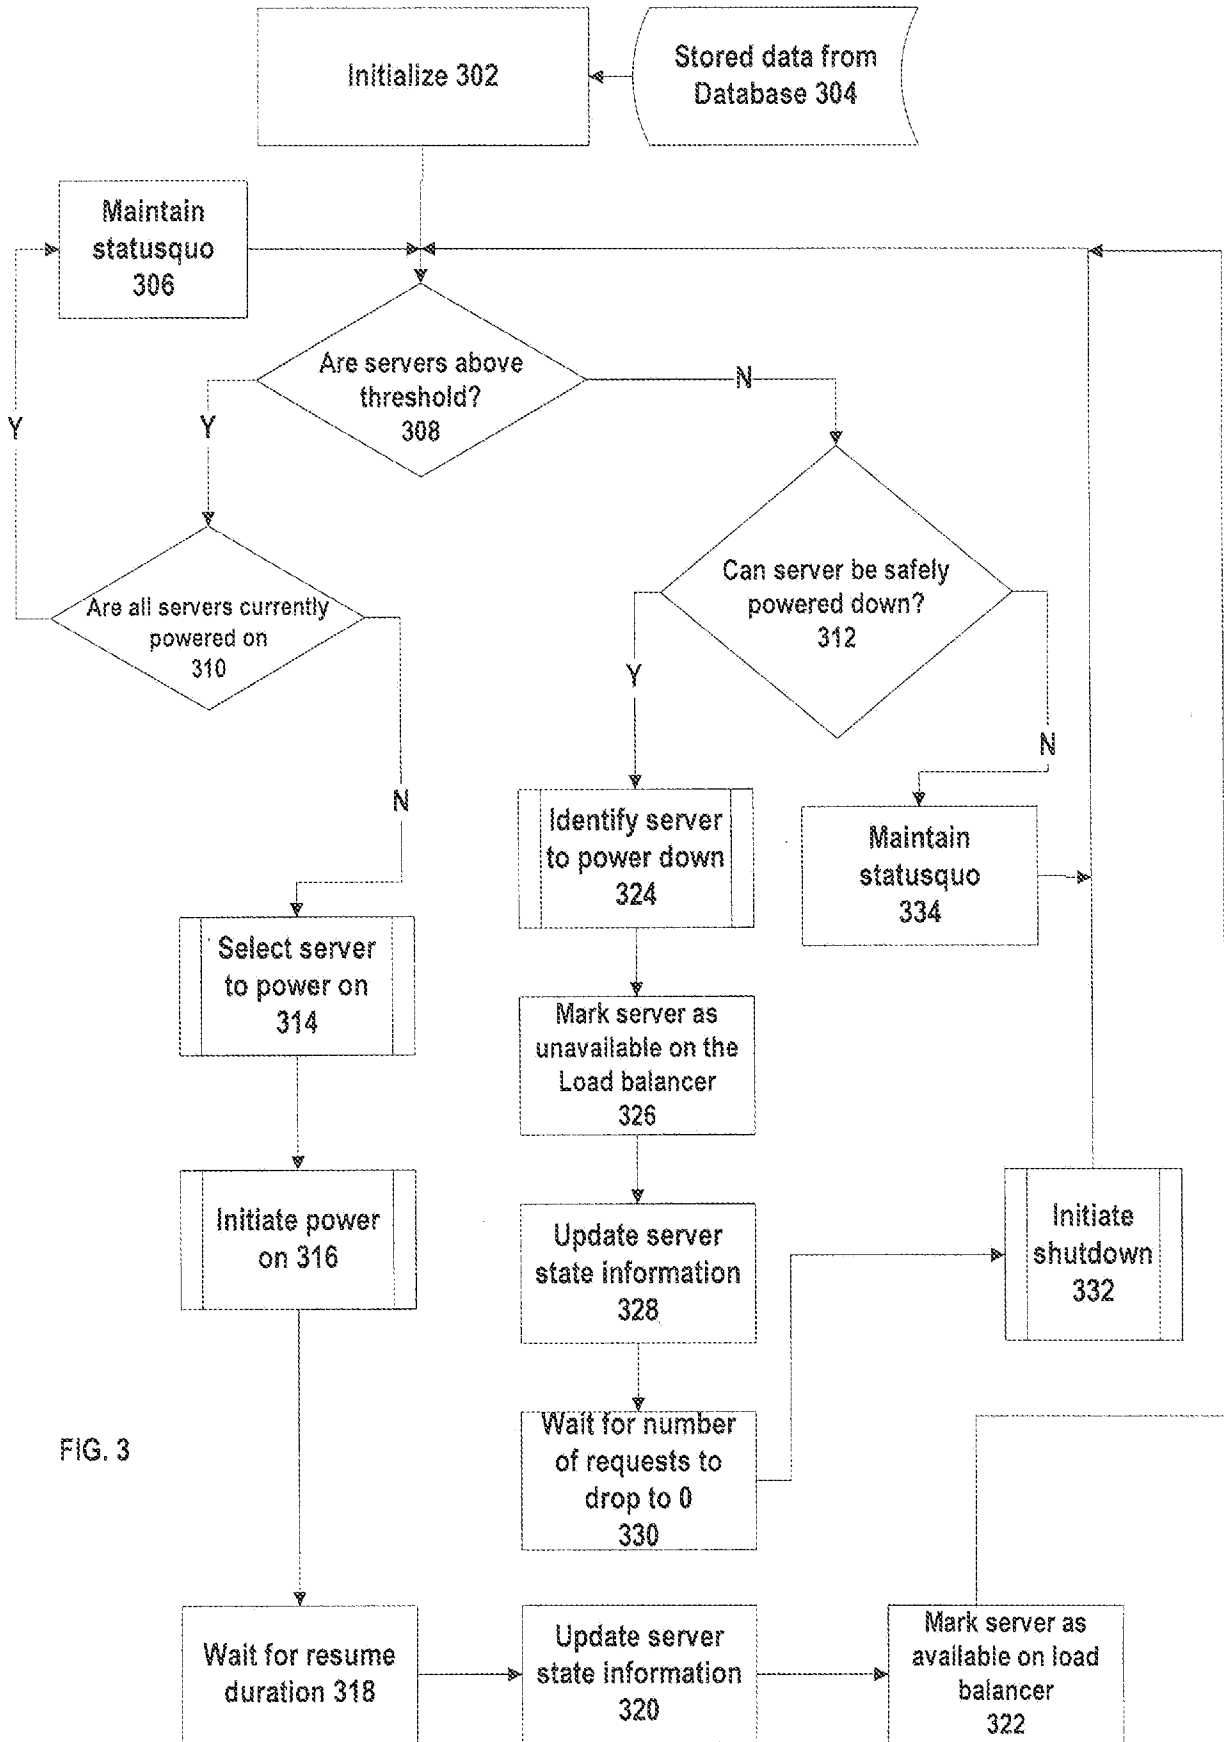 Initialize 302
Stored data from
Database 304
Maintain
statusquo
306
Are servers above
threshold?
308
N
Y
Y
Can server be safely
powered down?
312
Are all servers currently
powered on
310
Y
N
N
Identify server
to power down
324
Maintain
statusquo
334
Select server
to power on
314
Mark server as
unavailable on the
Load balancer
326
Initiate power
on 316
Update server
state information
328
Initiate
shutdown
332
FIG. 3
Wait for number
of requests to
drop to 0
330
Wait for resume
duration 318
Update server
state information
320
Mark server as
available on load
balancer
322